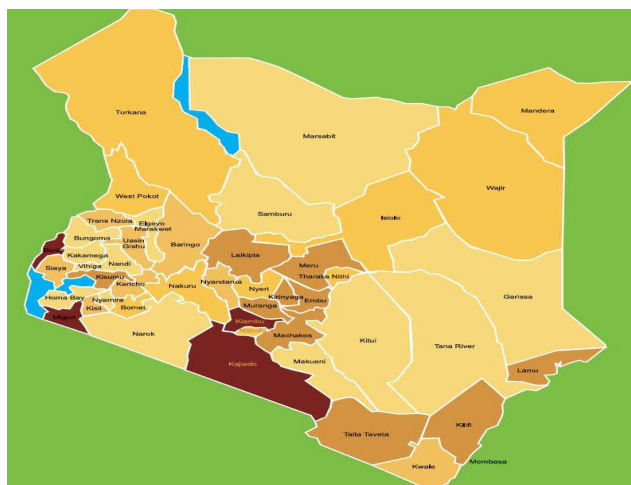 Turkana
Mandera
Marsabit
Wajir
West Pokot
Samburu
Isiolo
Trans Nzoia
Elgeyo
Marakwet
Bungoma
Uasin
Gishu
Baringo
Laikipia
Meru
Kakamega
Nandi
Vihiga
Siaya
Kisumu
Kericho
Tharaka Nithi
Nyandarua
Nyeri
Nakuru
Kirinyaga
Embu
Garissa
Homa Bay
Nyamira
Kisii
Bomet
Muranga
Kiambu
Migori
Narok
Machakos
Kitui
Tana River
Makueni
Kajiado
Lamu
Taita Taveta
Kilifi
Kwale
Mombasa